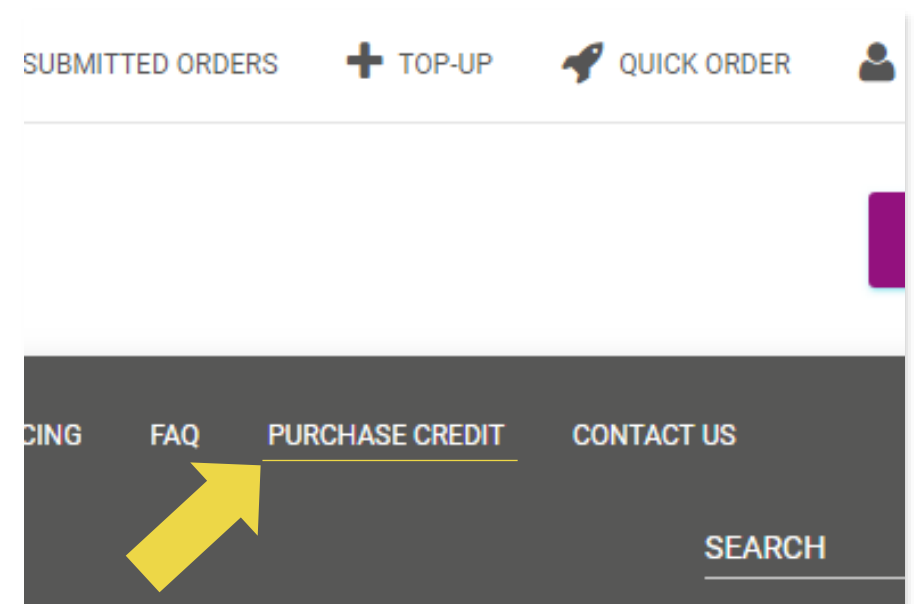 SUBMITTED ORDERS TOP-UP QUICK ORDER
CING FAQ PURCHASE CREDIT CONTACT US
SEARCH